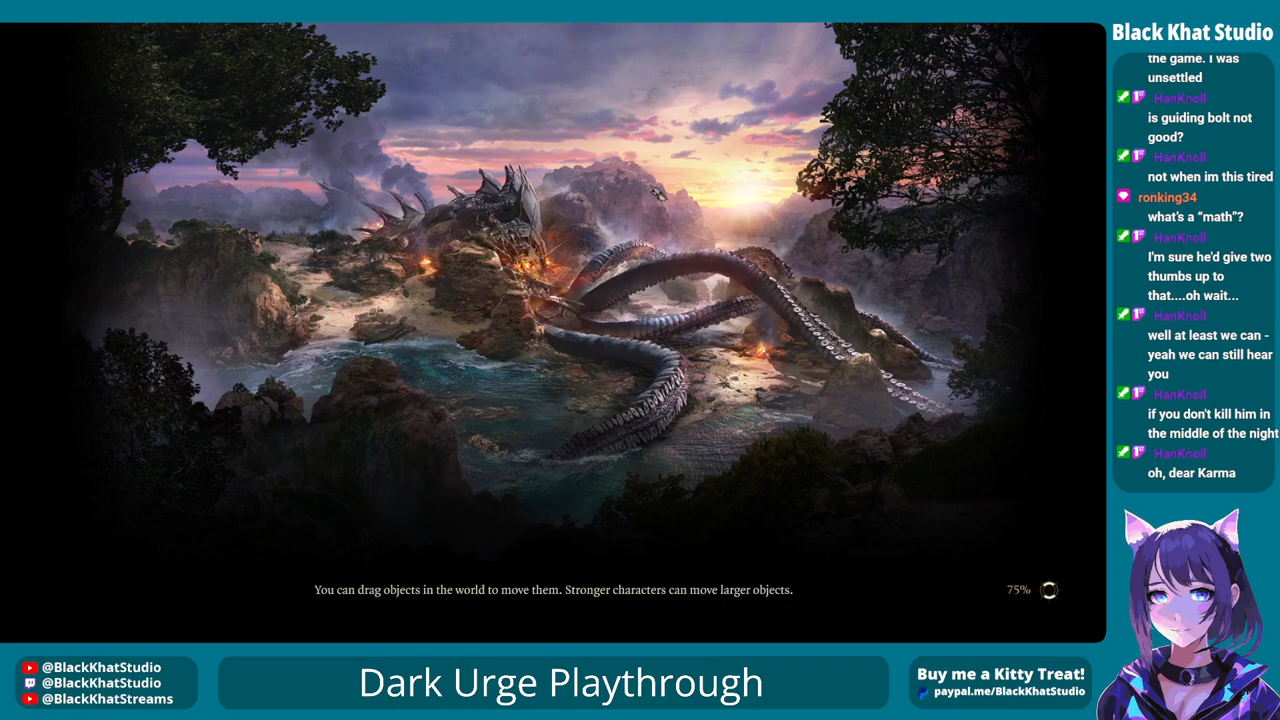 Black Khat Studio
the game. I was
unsettled
HanKnoll
is guiding bolt not
good?
HanKnoll
not when im this tired
ronking34
what's a “math”?
HanKnoll
I'm sure he'd give two
thumbs up to
that....oh wait...
HanKnoll
well at least we can -
yeah we can still hear
you
HanKnoll
if you don't kill him in
the middle of the night
HanKnoll
oh, dear Karma
You can drag objects in the world to move them. Stronger characters can move larger objects.
75%
@BlackKhatStudio
@BlackKhatStudio
@BlackKhatStreams
Dark Urge Playthrough
Buy me a Kitty Treat!
paypal.me/BlackKhatStudio